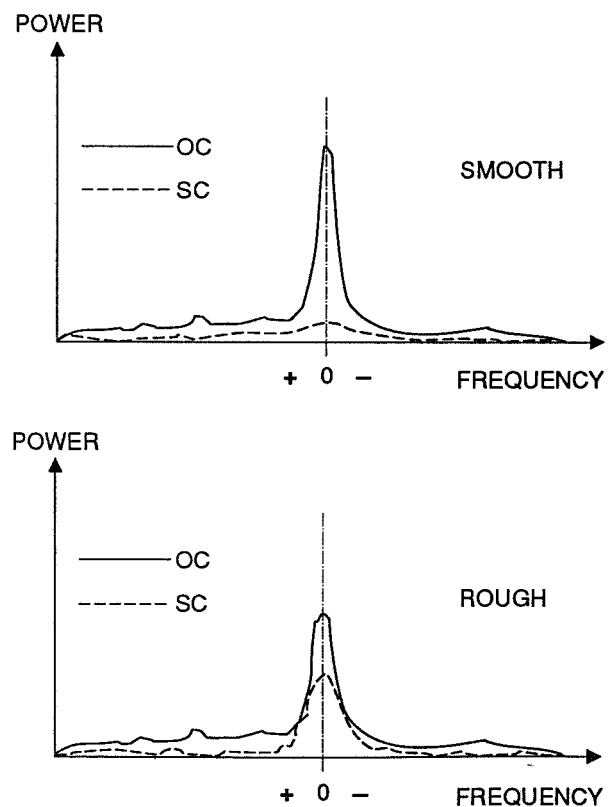 POWER
OC
SMOOTH
SC
+ 0 − FREQUENCY
POWER
OC
ROUGH
SC
+ 0 − FREQUENCY